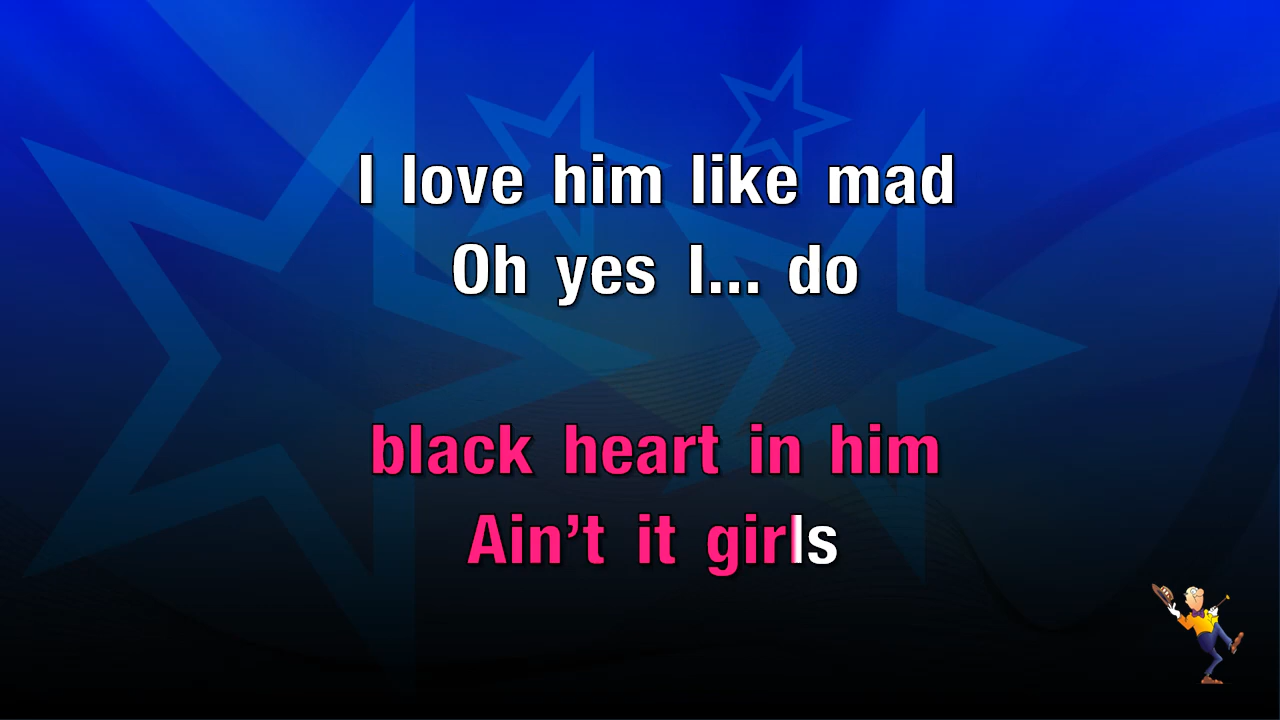 I love him like mad
Oh yes I... do
black heart in him
Ain’t it girls